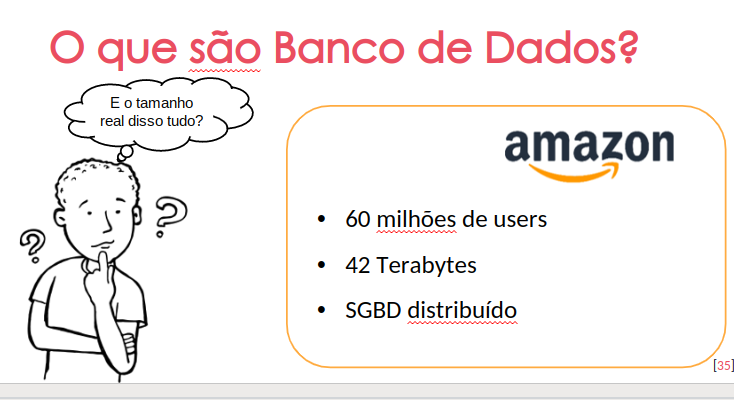 O que são Banco de Dados?
E o tamanho
real disso tudo?
amazon
• 60 milhões de users
• 42 Terabytes
• SGBD distribuído
[35]